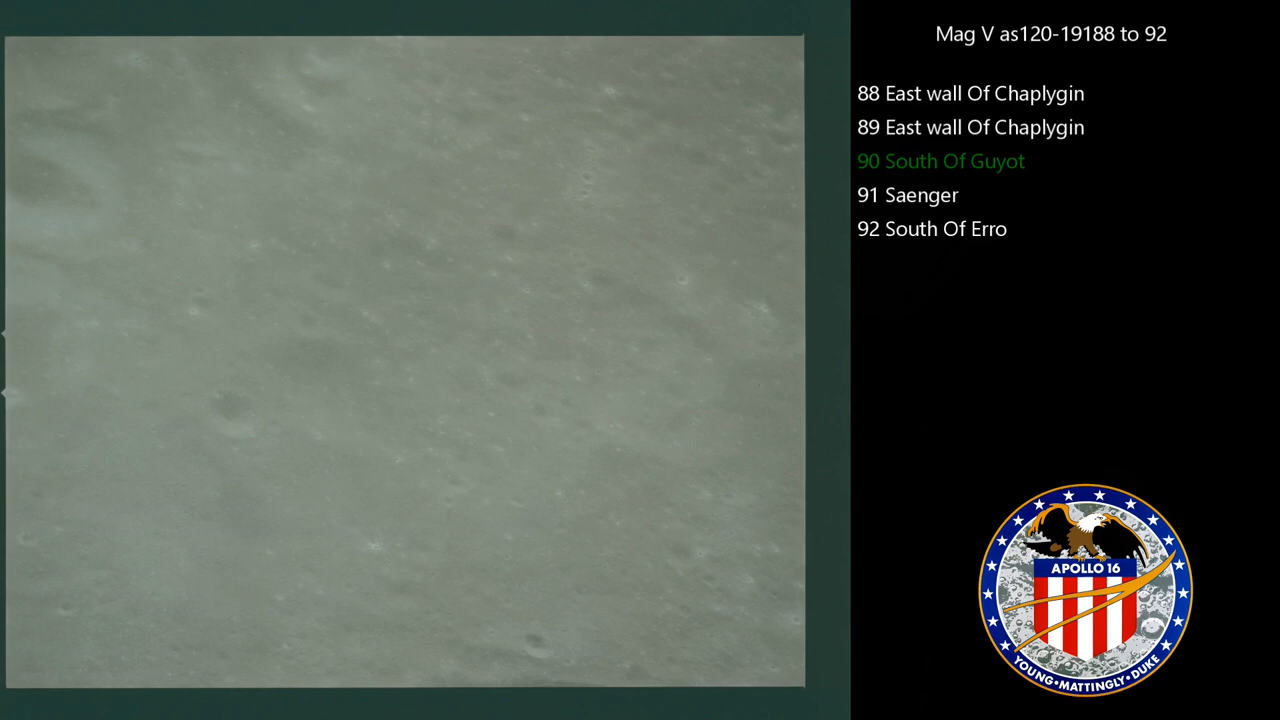 Mag V as120-19188 to 92
88 East wall Of Chaplygin
89 East wall Of Chaplygin
90 South Of Guyot
91 Saenger
92 South Of Erro
APOLLO 16
YOUNG•MATTINGLY•DUKE